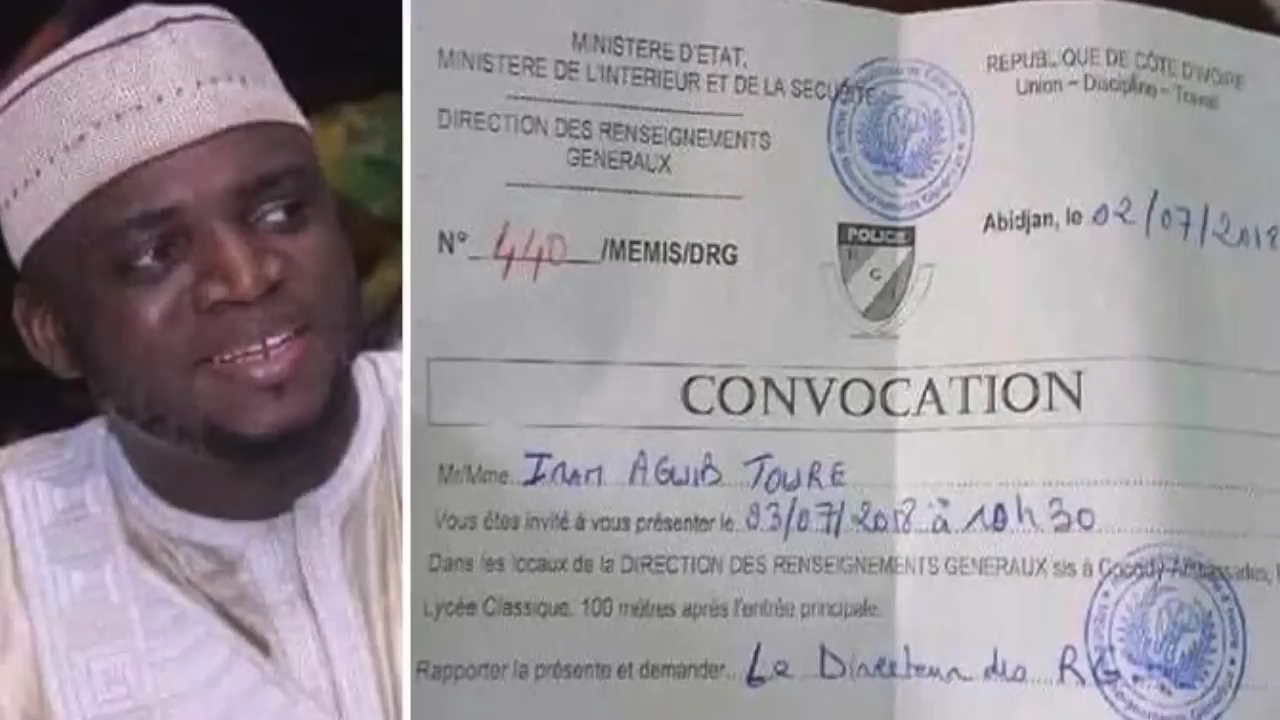 MINISTERE D'ETAT,
MINISTERE DE L'INTERIEUR ET DE LA SECURITE
DIRECTION DES RENSEIGNEMENTS
GENERAUX
N° 440 /MEMIS/DRG
REPUBLIQUE DE CÔTE D'IVOIRE
Union – Discipline – Travail
Abidjan, le 02/07/2018
POLICE
R G
CONVOCATION
Mr/Mme. IMAM AGUIB TOURE
Vous êtes invité à vous présenter le. 03/07/2018 à 10h30
Dans les locaux de la DIRECTION DES RENSEIGNEMENTS GENERAUX sis à Cocody-Ambassades,
Lycée Classique. 100 mètres après l'entrée principale.
Rapporter la présente et demander. Le Directeur des RG